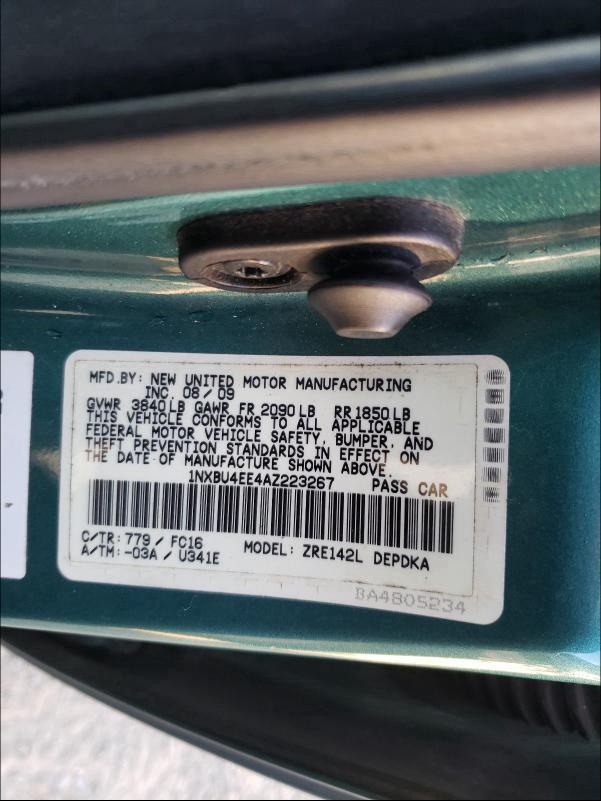 MFD.BY: NEW UNITED MOTOR MANUFACTURING
INC. 08/09
GVWR 3840LB GAWR FR 2090LB RR 1850LB
THIS VEHICLE CONFORMS TO ALL APPLICABLE
FEDERAL MOTOR VEHICLE SAFETY, BUMPER, AND
THEFT PREVENTION STANDARDS IN EFFECT ON
THE DATE OF MANUFACTURE SHOWN ABOVE.
1NXBU4EE4AZ223267 PASS CAR
C/TR: 779 / FC16
A/TM: -03A / U341E
MODEL: ZRE142L DEPDKA
BA4805234